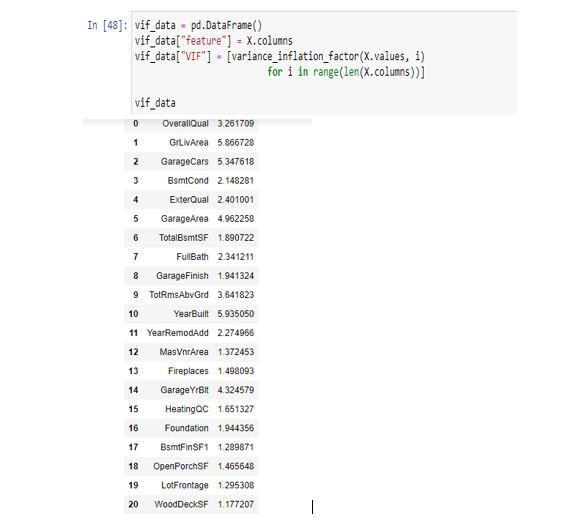 In [48]: vif_data = pd.DataFrame()
vif_data["feature"] = X.columns
vif_data["VIF"] = [variance_inflation_factor(X.values, i)
for i in range(len(X.columns))]
vif_data
0 OverallQual 3.261709
1 GrLivArea 5.866728
2 GarageCars 5.347618
3 BsmtCond 2.148281
4 ExterQual 2.401001
5 GarageArea 4.962258
6 TotalBsmtSF 1.890722
7 FullBath 2.341211
8 GarageFinish 1.941324
9 TotRmsAbvGrd 3.641823
10 YearBuilt 5.935050
11 YearRemodAdd 2.274966
12 MasVnrArea 1.372453
13 Fireplaces 1.498093
14 GarageYrBlt 4.324579
15 HeatingQC 1.651327
16 Foundation 1.944356
17 BsmtFinSF1 1.289871
18 OpenPorchSF 1.465648
19 LotFrontage 1.295308
20 WoodDeckSF 1.177207